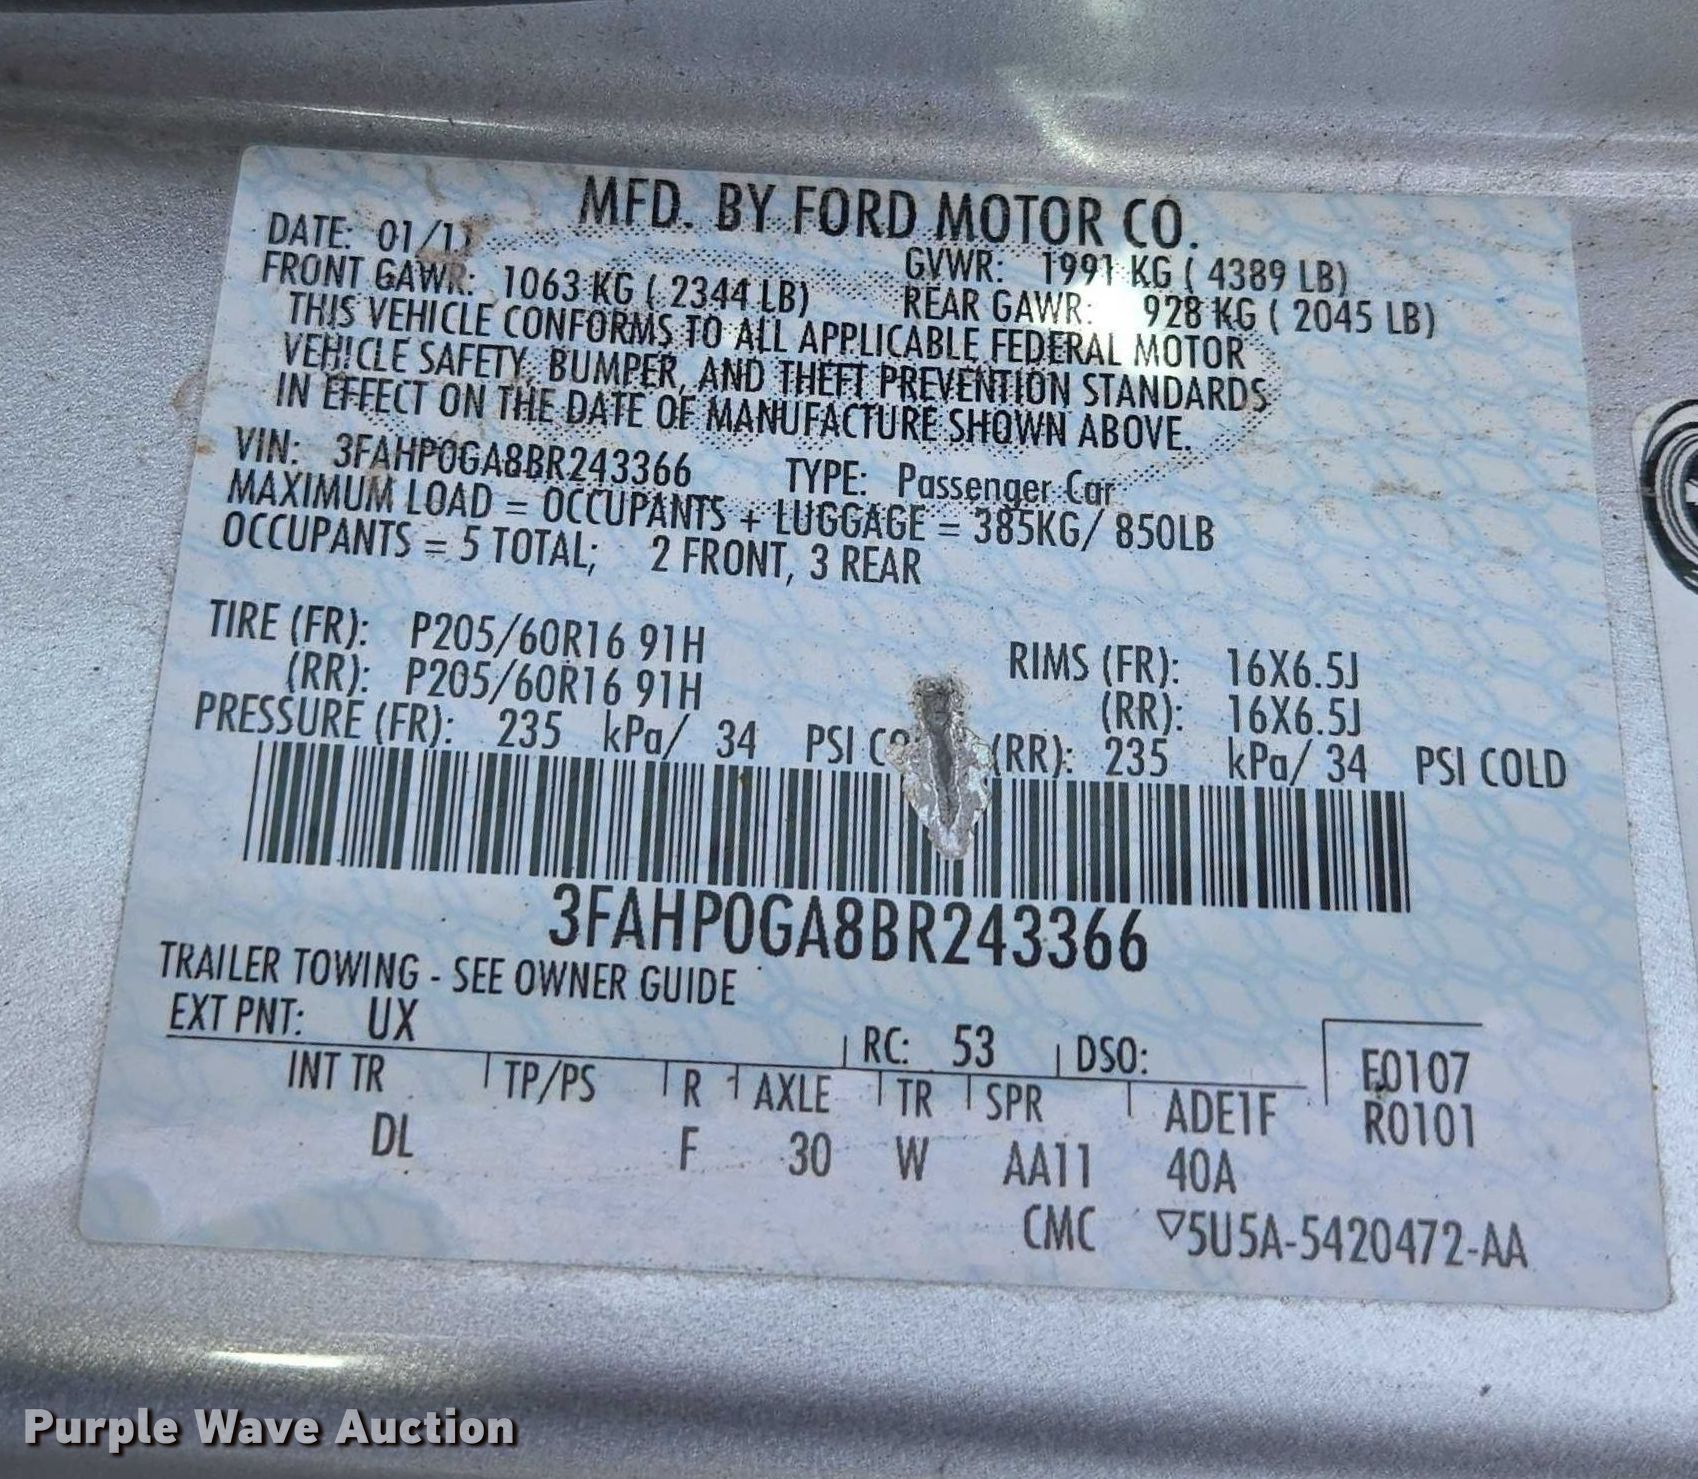 MFD. BY FORD MOTOR CO.
DATE: 01/11
GVWR: 1991 KG ( 4389 LB)
FRONT GAWR: 1063 KG ( 2344 LB)
REAR GAWR: 928 KG ( 2045 LB)
THIS VEHICLE CONFORMS TO ALL APPLICABLE FEDERAL MOTOR
VEHICLE SAFETY, BUMPER, AND THEFT PREVENTION STANDARDS
IN EFFECT ON THE DATE OF MANUFACTURE SHOWN ABOVE.
VIN: 3FAHP0GA8BR243366 TYPE: Passenger Car
MAXIMUM LOAD = OCCUPANTS + LUGGAGE = 385KG/ 850LB
OCCUPANTS = 5 TOTAL; 2 FRONT, 3 REAR
TIRE (FR): P205/60R16 91H RIMS (FR): 16X6.5J
(RR): P205/60R16 91H (RR): 16X6.5J
PRESSURE (FR): 235 kPa/ 34 PSI (RR): 235 kPa/ 34 PSI COLD
3FAHP0GA8BR243366
TRAILER TOWING - SEE OWNER GUIDE
EXT PNT: UX RC: 53 DSO: F0107
INT TR TP/PS R AXLE TR SPR ADE1F R0101
DL F 30 W AA11 40A
CMC ▽5U5A-5420472-AA
Purple Wave Auction